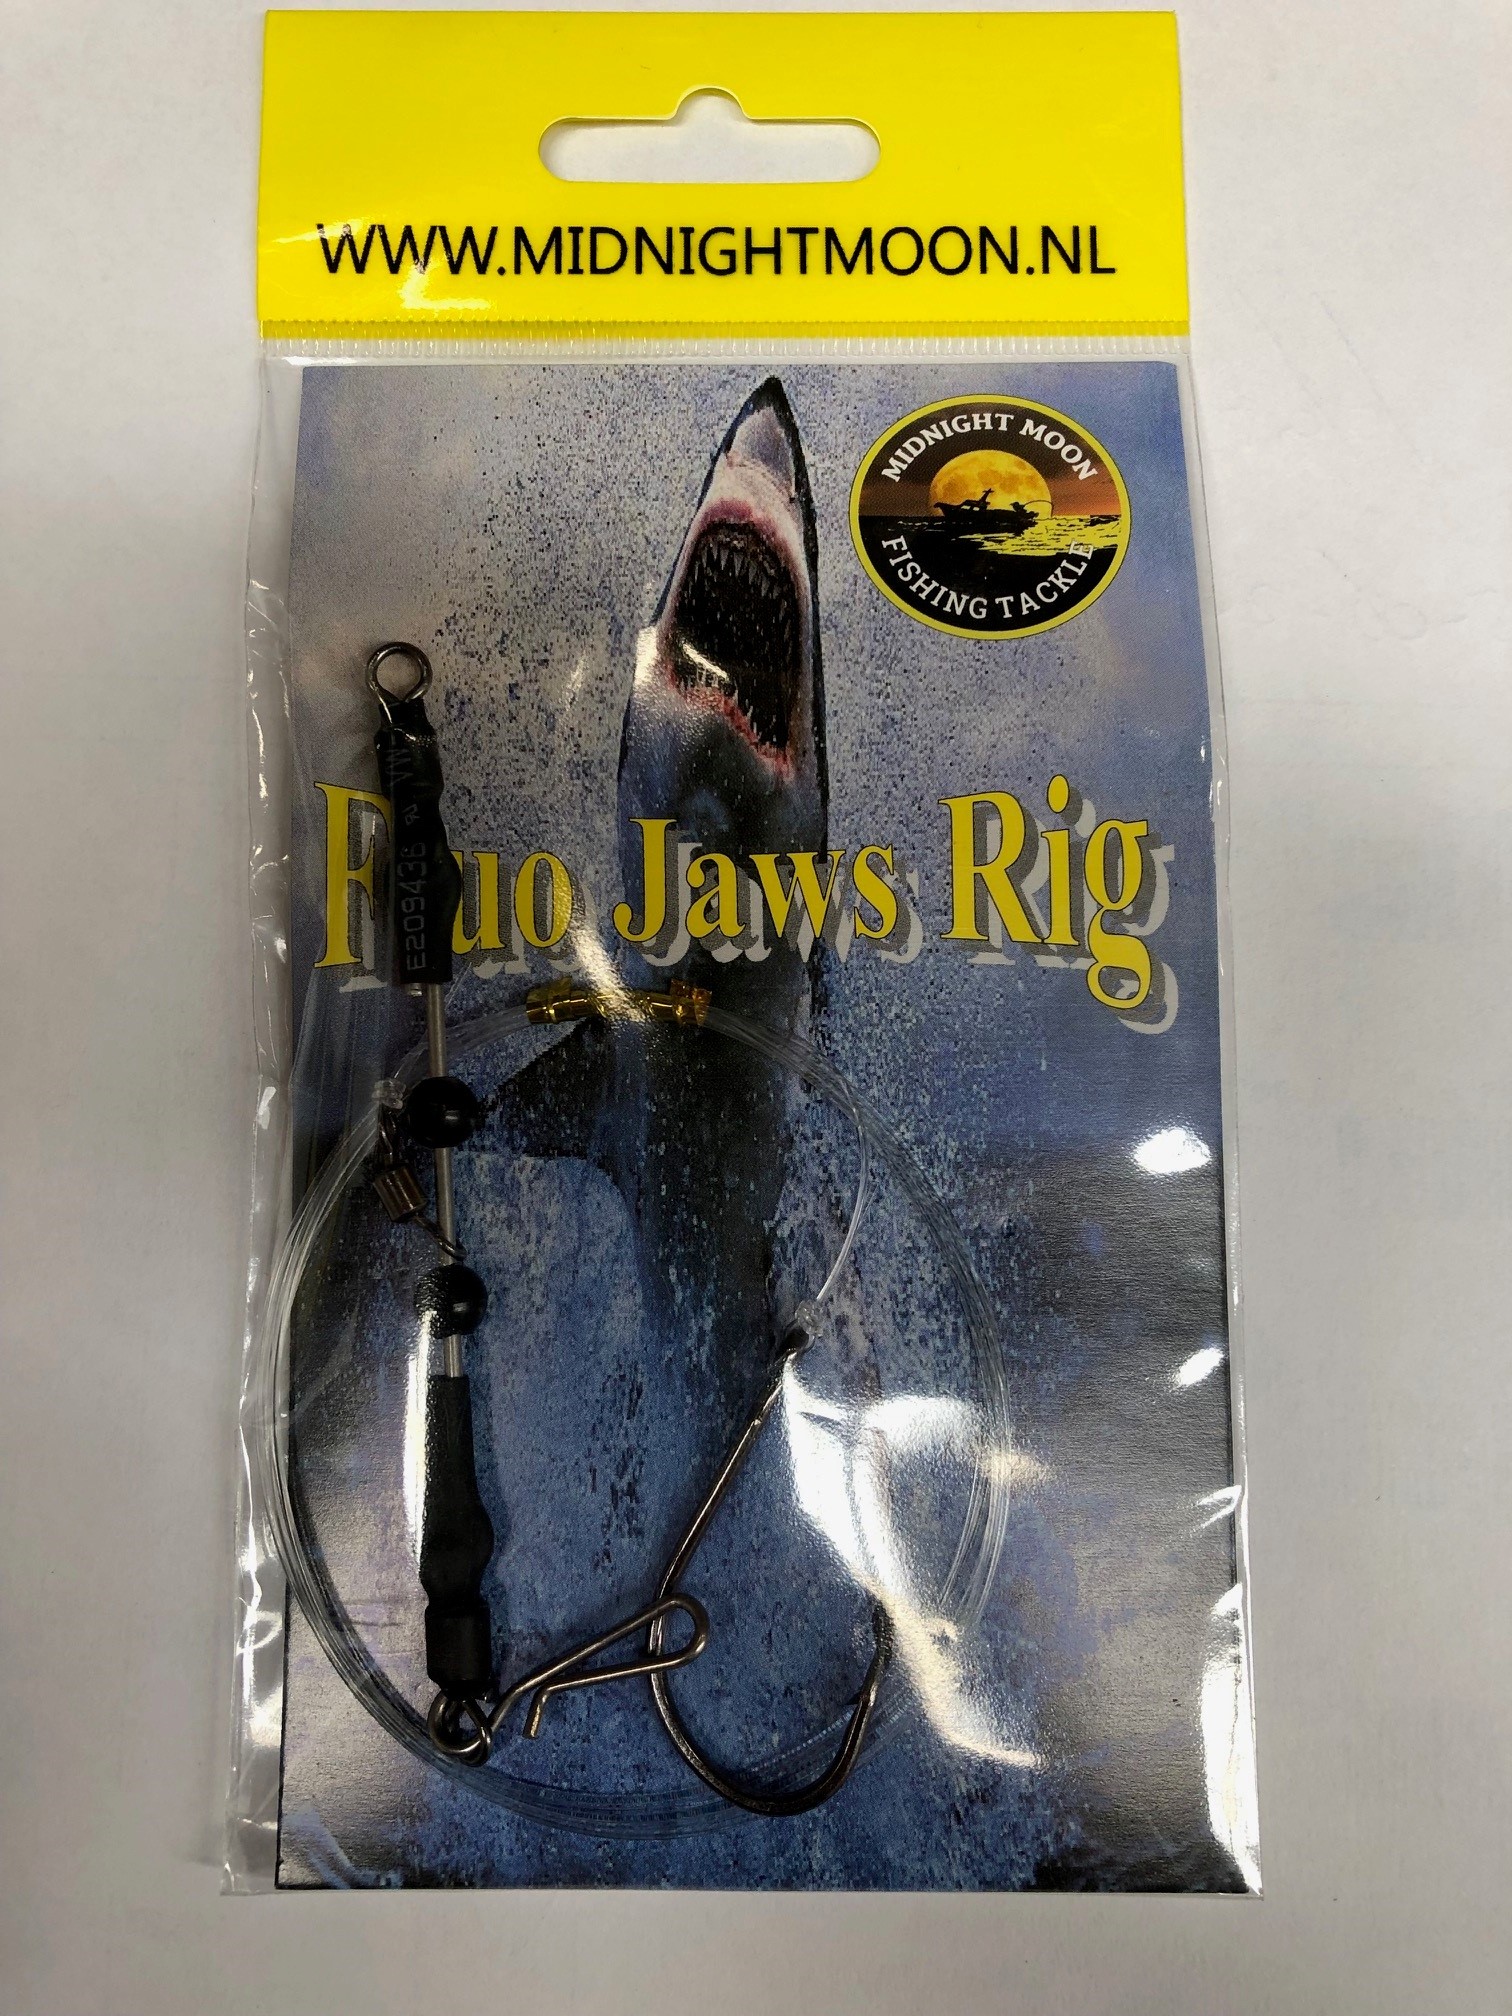 WWW.MIDNIGHTMOON.NL
MIDNIGHT MOON
FISHING TACKLE
Fluo Jaws Rig
E209436